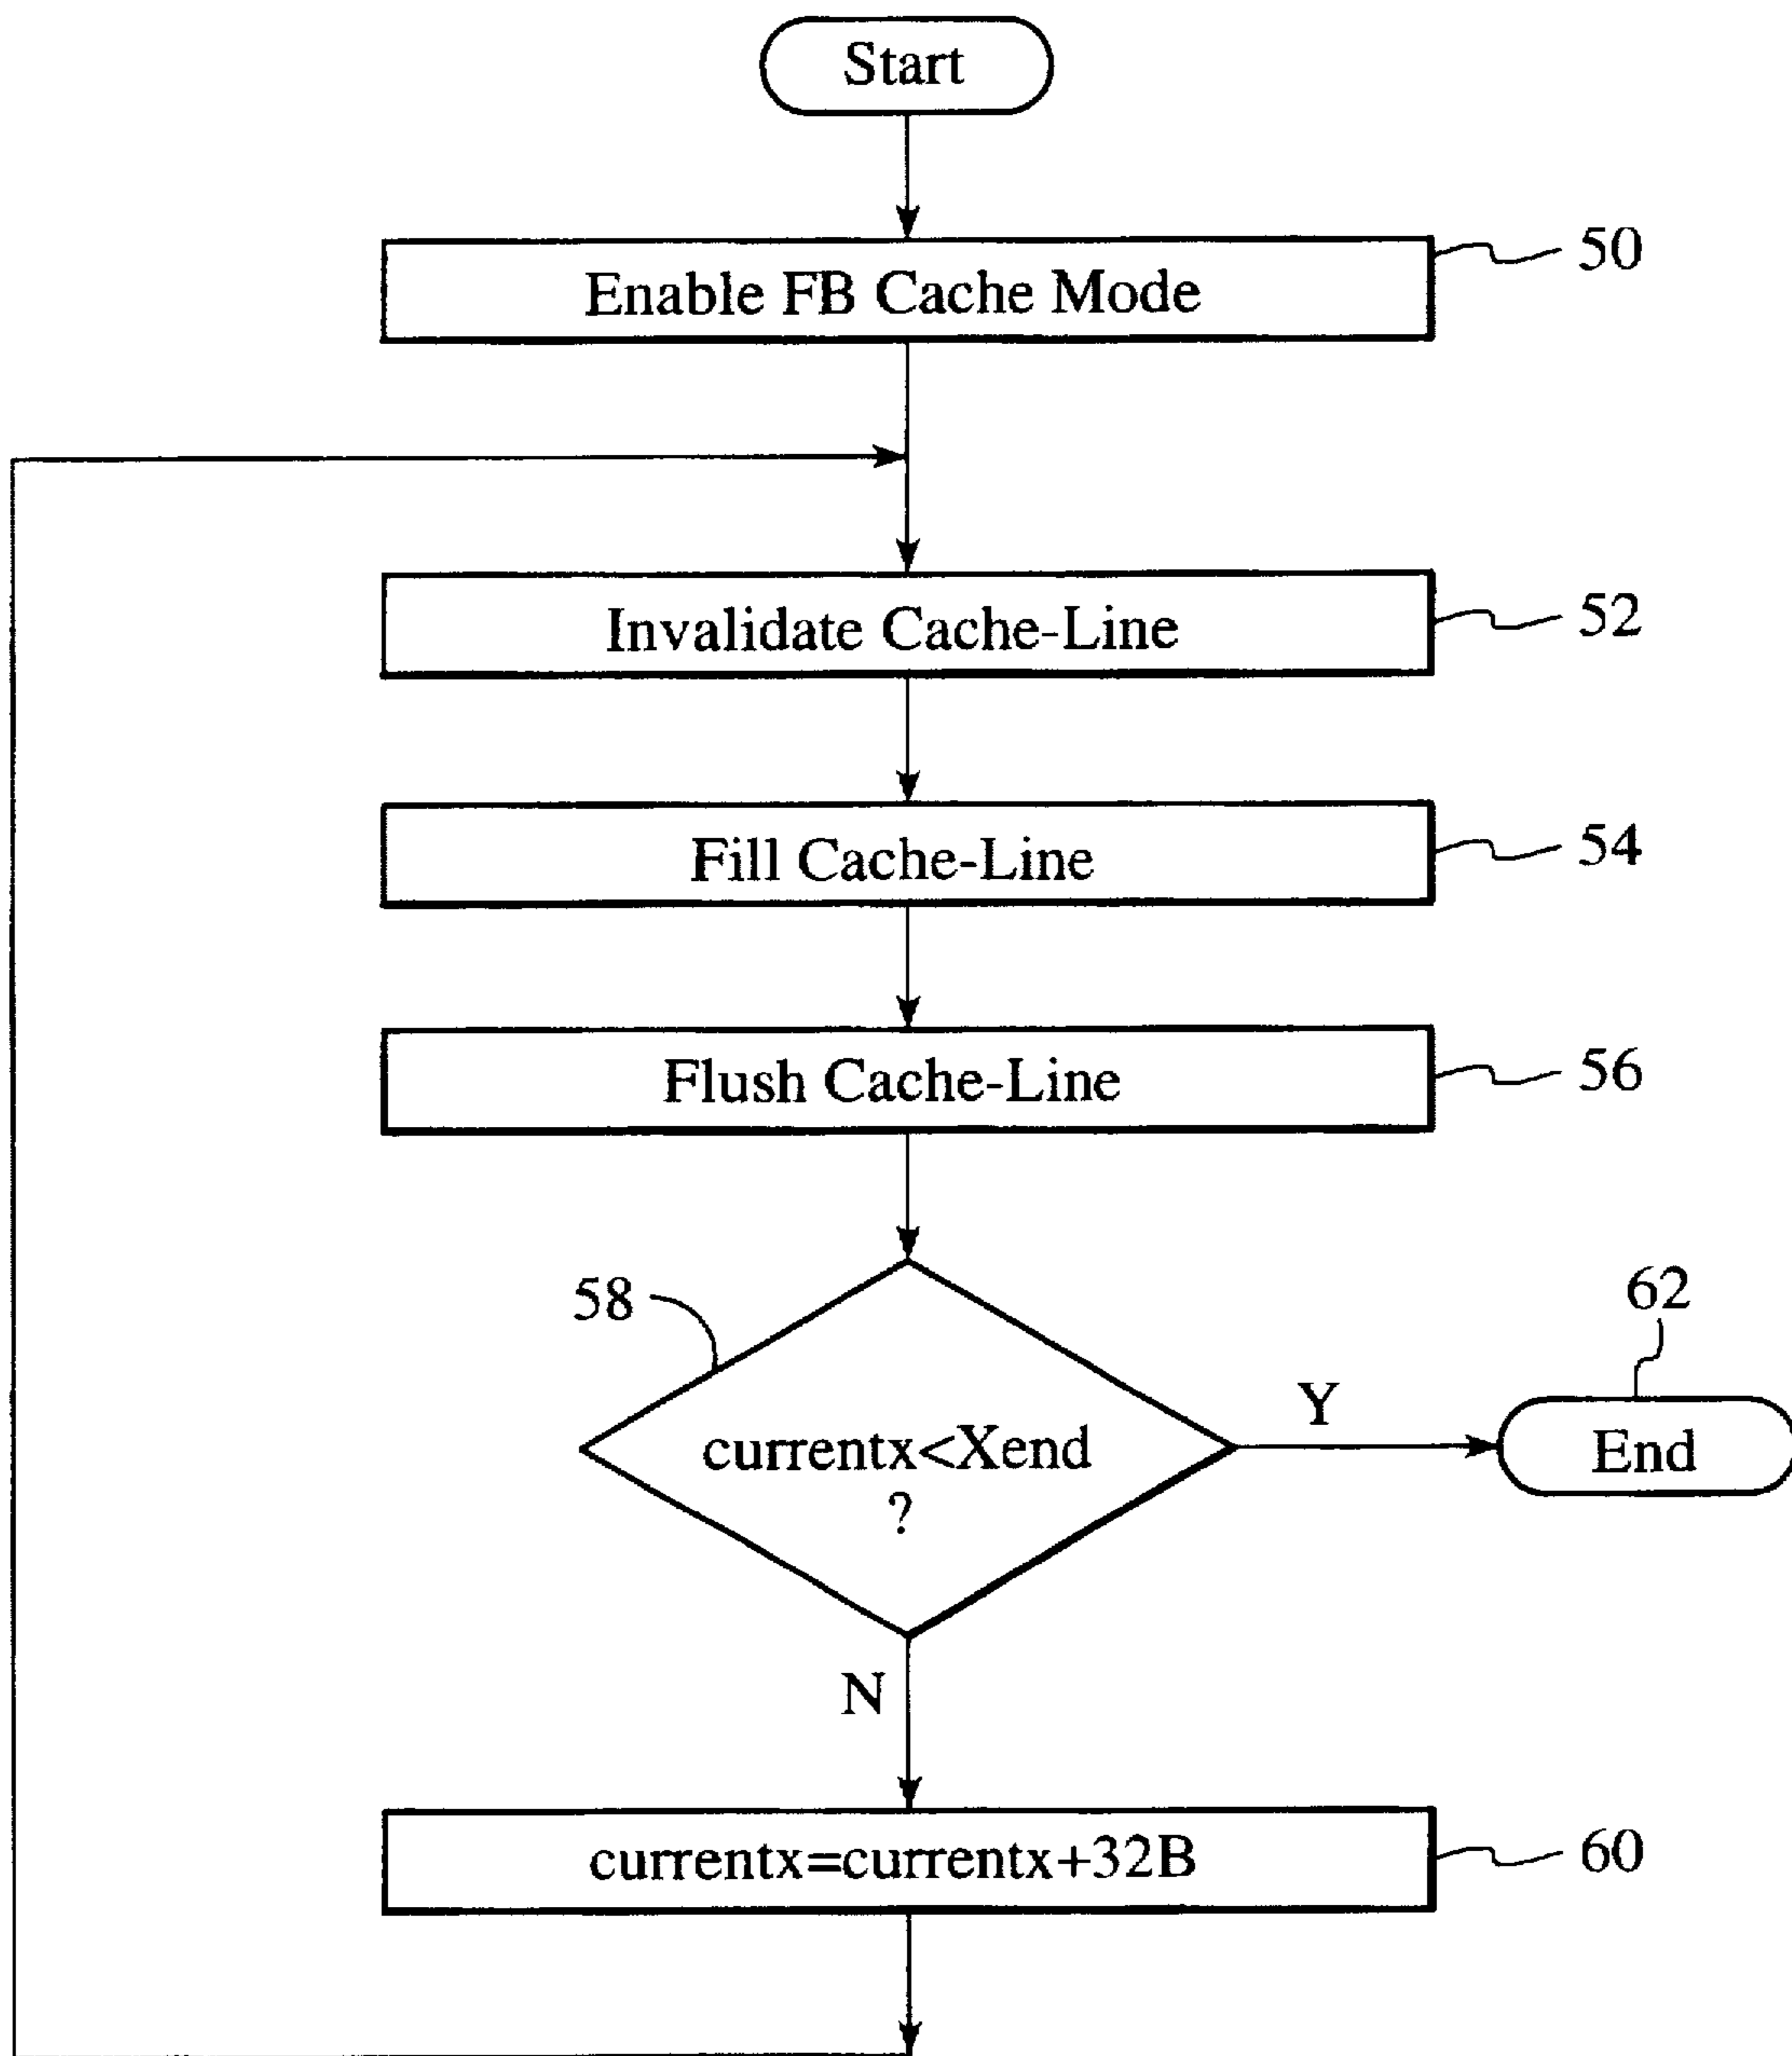 Start
Enable FB Cache Mode
50
Invalidate Cache-Line
52
Fill Cache-Line
54
Flush Cache-Line
56
58
currentx<Xend
?
Y
62
End
N
currentx=currentx+32B
60